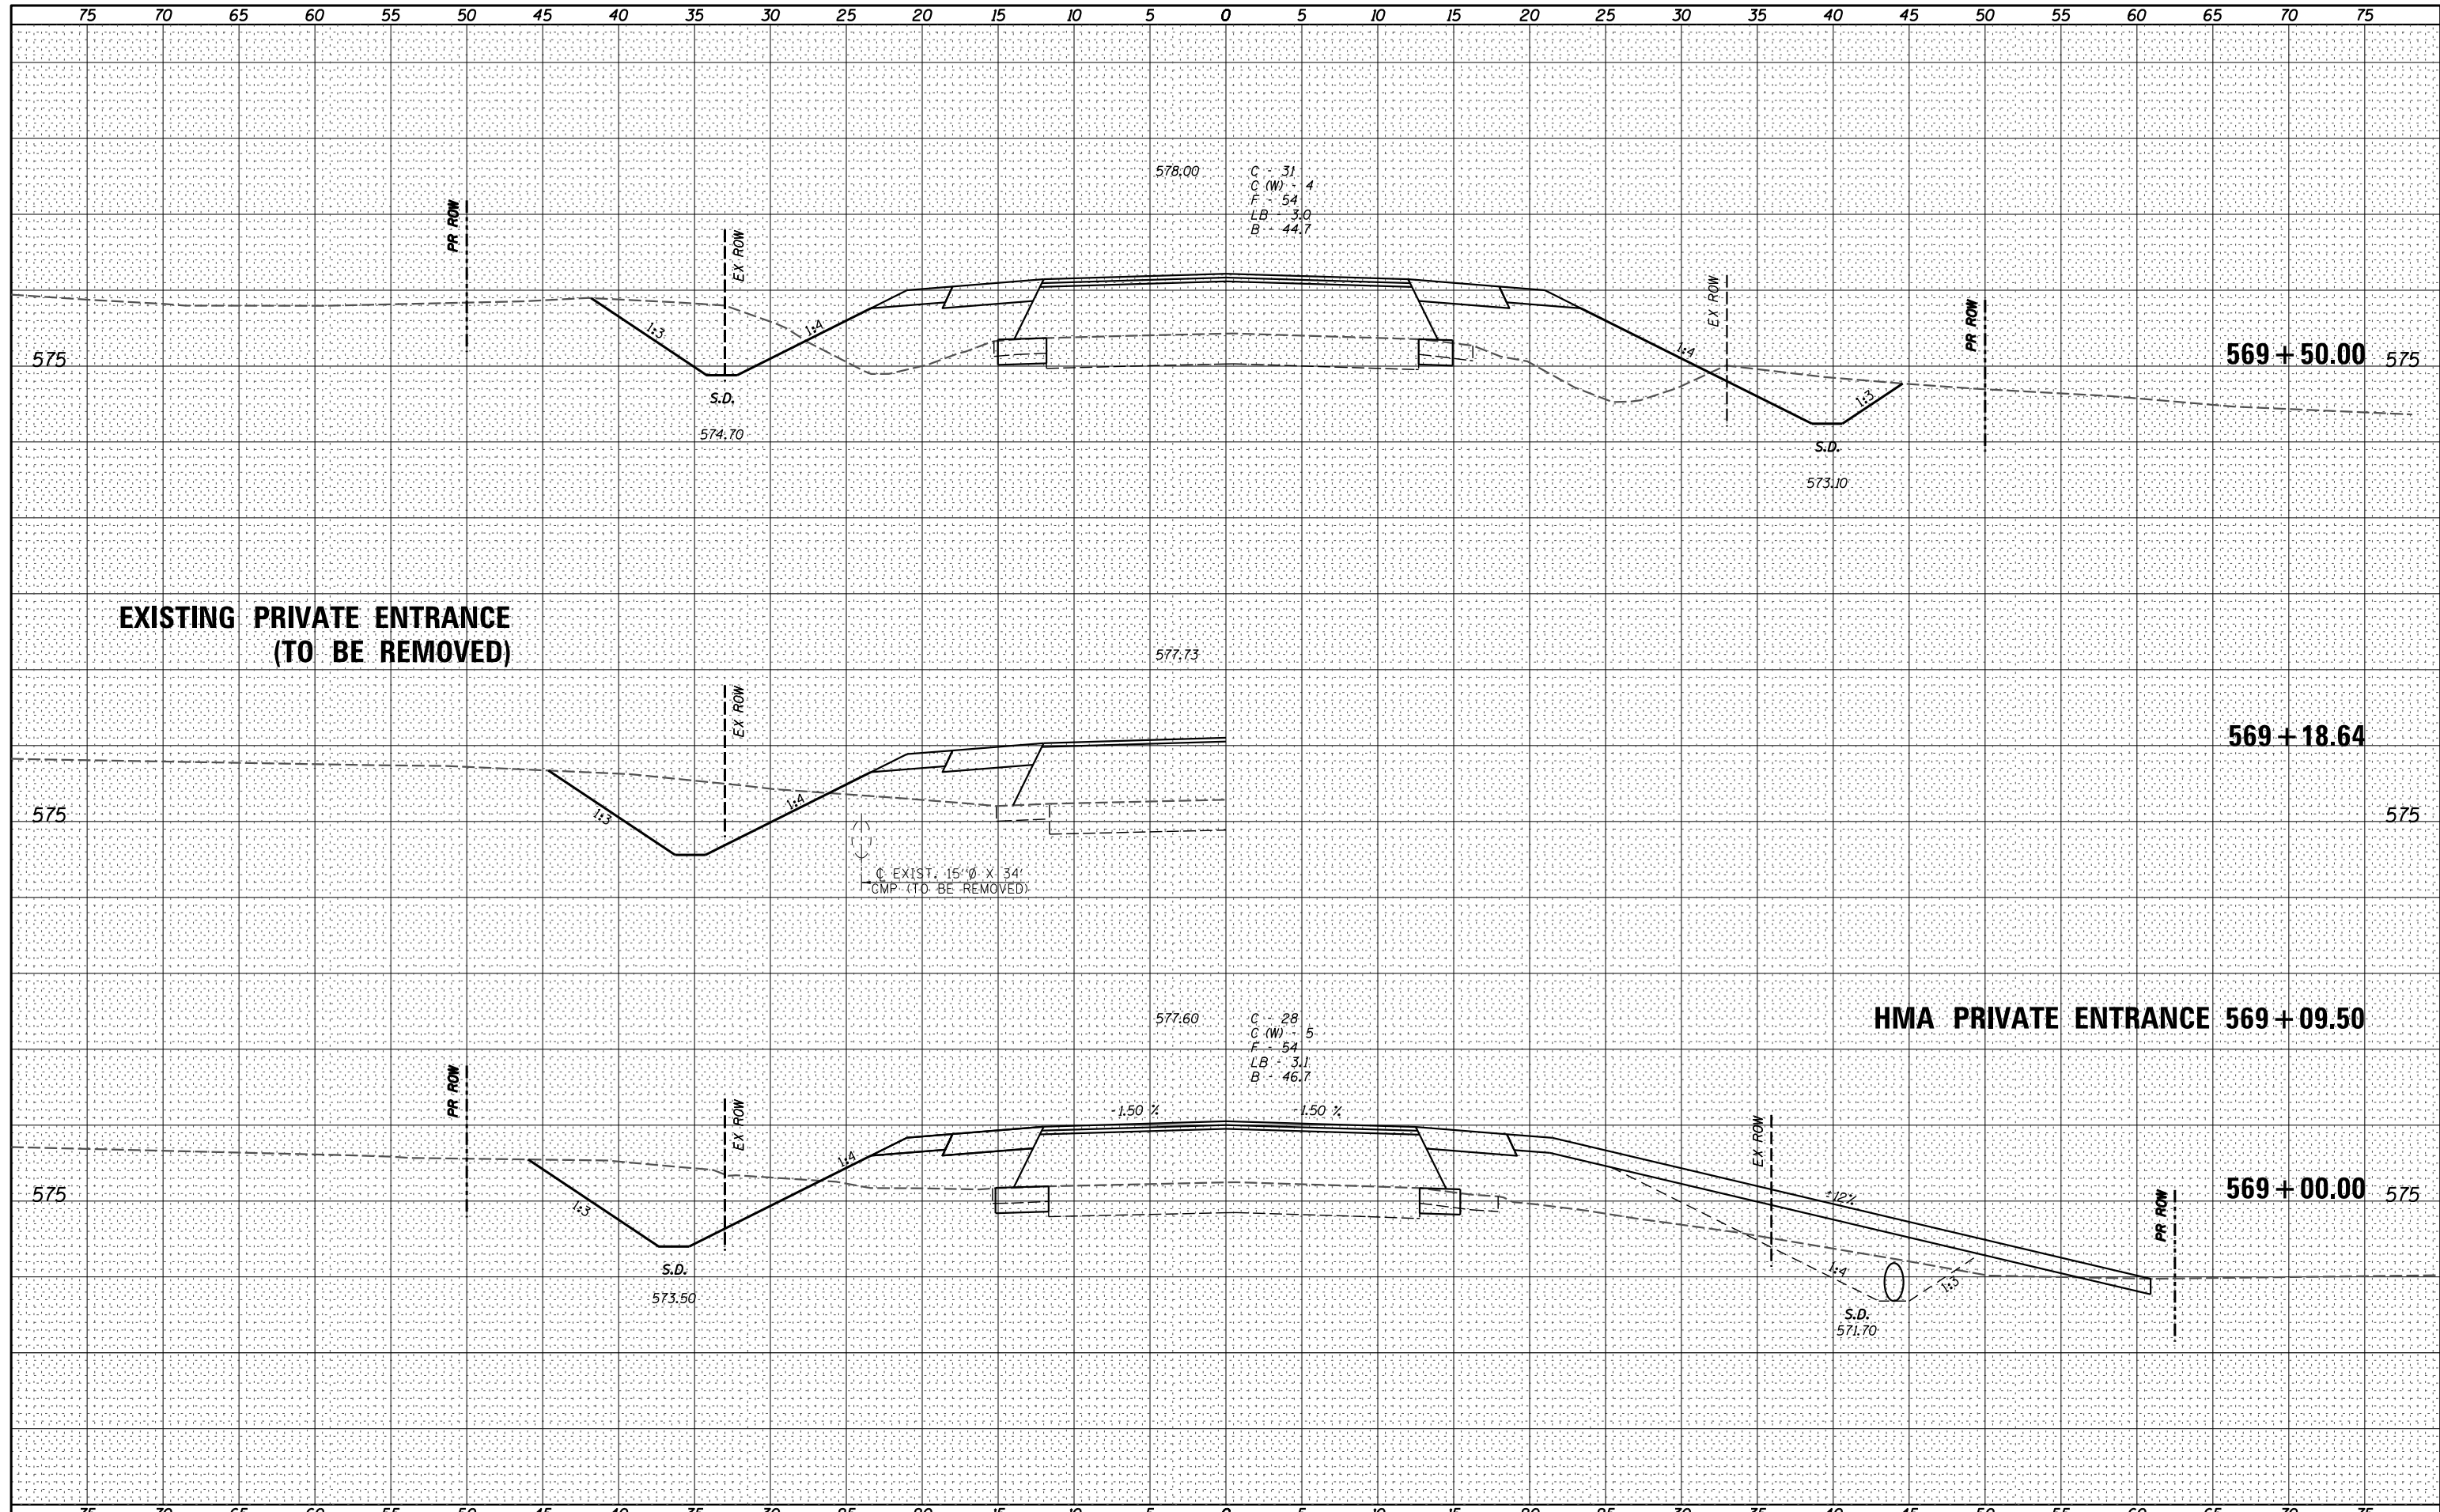 75 70 65 60 55 50 45 40 35 30 25 20 15 10 5 0 5 10 15 20 25 30 35 40 45 50 55 60 65 70 75
578.00
C - 31
C (W) - 4
F - 54
LB - 3.0
B - 44.7
PR ROW
EX ROW
EX ROW
PR ROW
1:3
1:4
1:4
1:3
575
569+50.00 575
S.D.
574.70
S.D.
573.10
EXISTING PRIVATE ENTRANCE
(TO BE REMOVED)
577.73
EX ROW
569+18.64
1:3
1:4
575
575
℄ EXIST. 15"Ø X 34'
CMP (TO BE REMOVED)
577.60
C - 28
C (W) - 5
F - 54
LB - 3.1
B - 46.7
HMA PRIVATE ENTRANCE 569+09.50
PR ROW
EX ROW
-1.50 %
-1.50 %
EX ROW
PR ROW
1:4
1:3
±12%
575
569+00.00 575
1:4
1:3
S.D.
573.50
S.D.
571.70
75 70 65 60 55 50 45 40 35 30 25 20 15 10 5 0 5 10 15 20 25 30 35 40 45 50 55 60 65 70 75